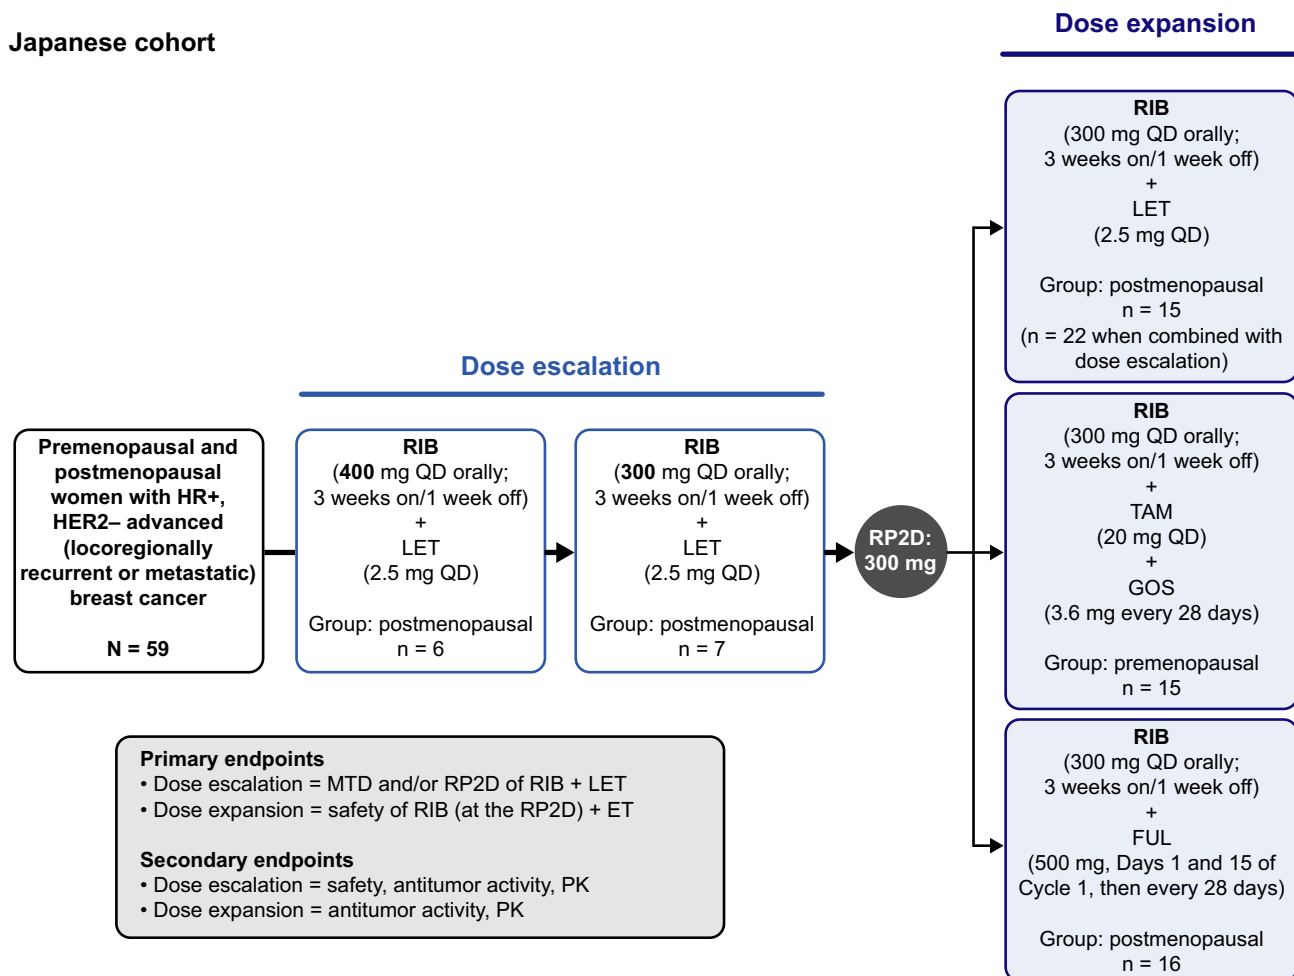 Japanese cohort
Premenopausal and
postmenopausal
women with HR+,
HER2– advanced
(locoregionally
recurrent or metastatic)
breast cancer
N = 59
Dose escalation
RIB
(400 mg QD orally;
3 weeks on/1 week off)
+
LET
(2.5 mg QD)
Group: postmenopausal
n = 6
RIB
(300 mg QD orally;
3 weeks on/1 week off)
+
LET
(2.5 mg QD)
Group: postmenopausal
n = 7
RP2D:
300 mg
Dose expansion
RIB
(300 mg QD orally;
3 weeks on/1 week off)
+
LET
(2.5 mg QD)
Group: postmenopausal
n = 15
(n = 22 when combined with
dose escalation)
RIB
(300 mg QD orally;
3 weeks on/1 week off)
+
TAM
(20 mg QD)
+
GOS
(3.6 mg every 28 days)
Group: premenopausal
n = 15
RIB
(300 mg QD orally;
3 weeks on/1 week off)
+
FUL
(500 mg, Days 1 and 15 of
Cycle 1, then every 28 days)
Group: postmenopausal
n = 16
Primary endpoints
• Dose escalation = MTD and/or RP2D of RIB + LET
• Dose expansion = safety of RIB (at the RP2D) + ET
Secondary endpoints
• Dose escalation = safety, antitumor activity, PK
• Dose expansion = antitumor activity, PK